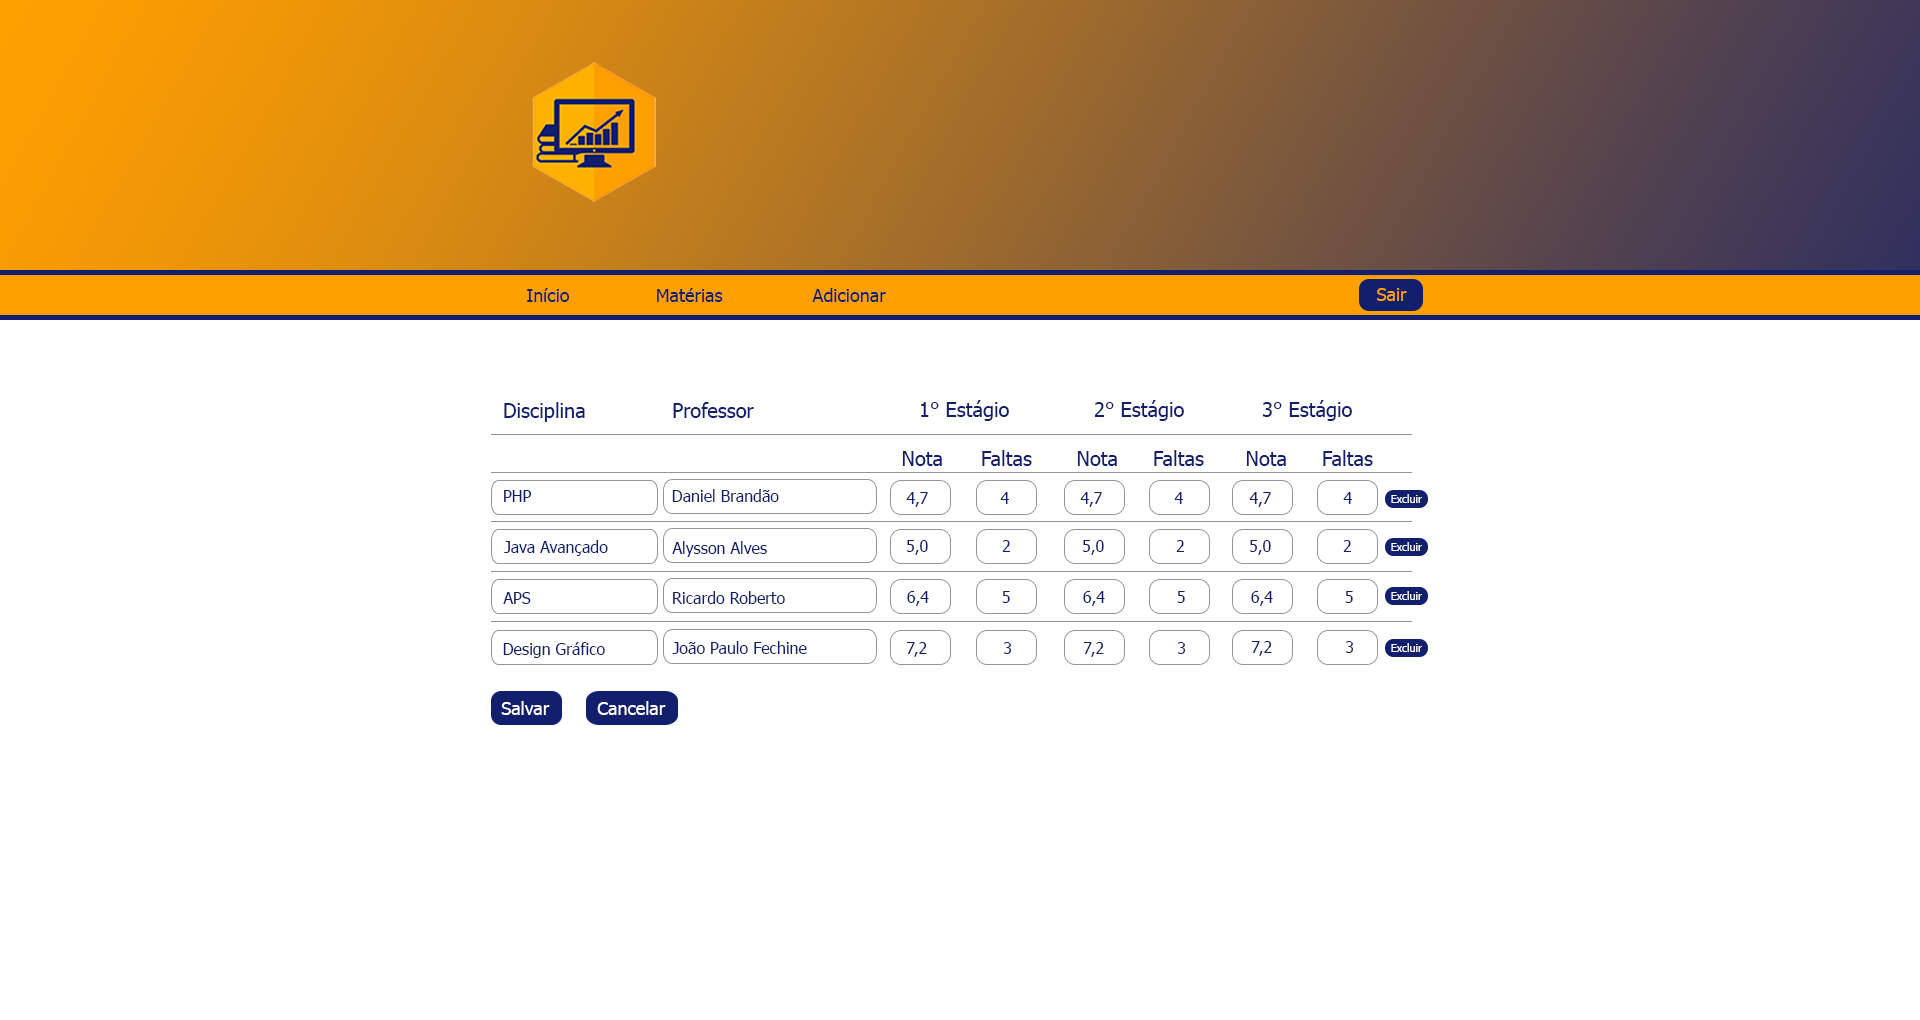 Início Matérias Adicionar Sair
Disciplina Professor 1° Estágio 2° Estágio 3° Estágio
Nota Faltas Nota Faltas Nota Faltas
PHP Daniel Brandão 4,7 4 4,7 4 4,7 4 Excluir
Java Avançado Alysson Alves 5,0 2 5,0 2 5,0 2 Excluir
APS Ricardo Roberto 6,4 5 6,4 5 6,4 5 Excluir
Design Gráfico João Paulo Fechine 7,2 3 7,2 3 7,2 3 Excluir
Salvar Cancelar